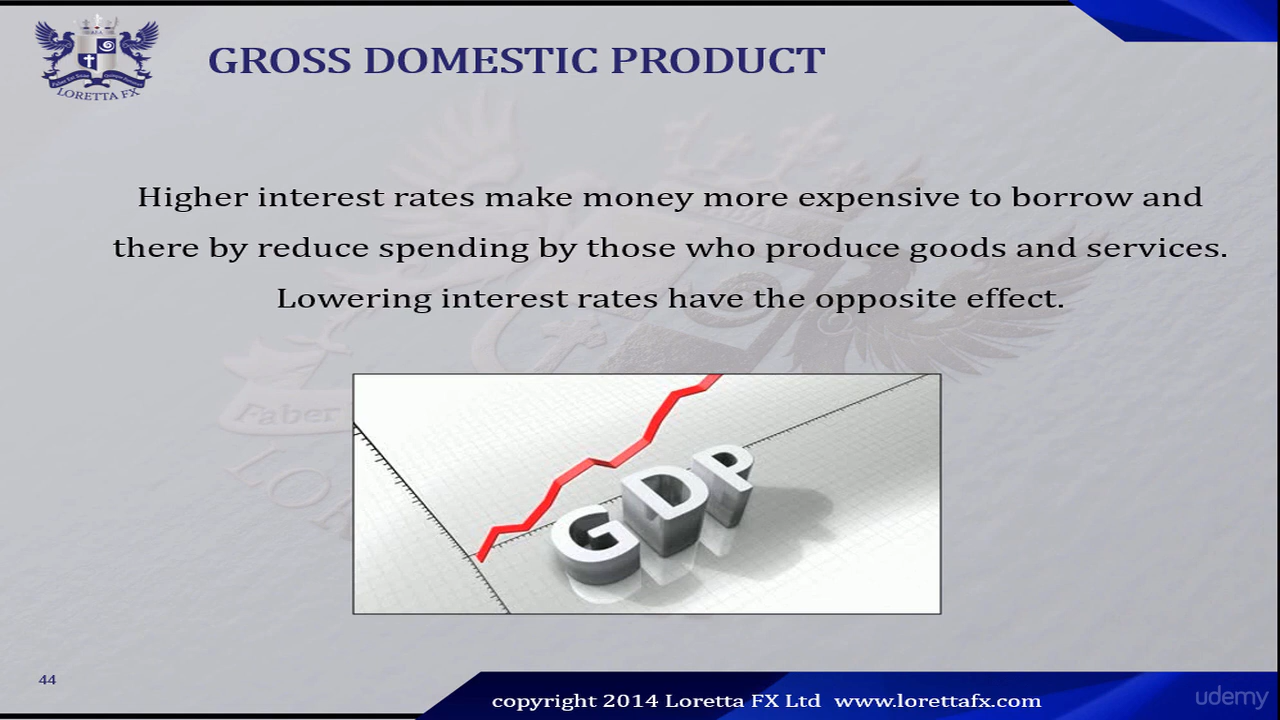 GROSS DOMESTIC PRODUCT
LORETTA FX
Higher interest rates make money more expensive to borrow and
there by reduce spending by those who produce goods and services.
Lowering interest rates have the opposite effect.
Faber
GDP
44
copyright 2014 Loretta FX Ltd www.lorettafx.com
udemy